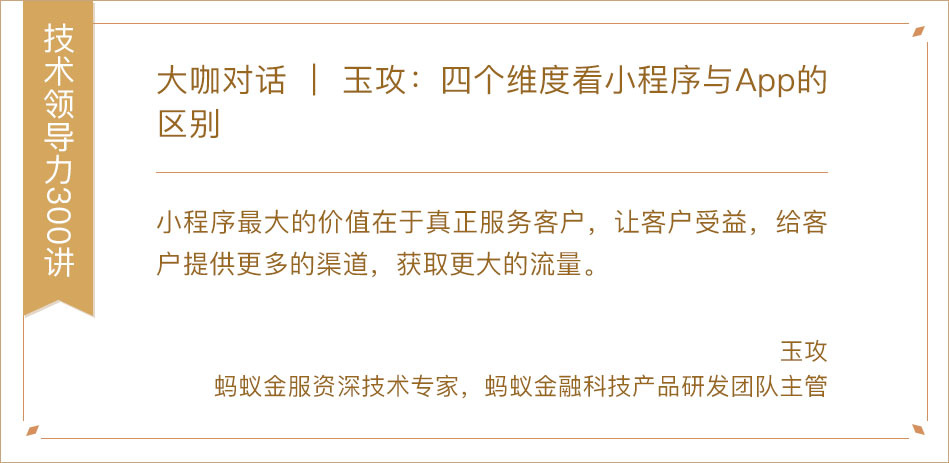 技术领导力300讲
大咖对话 ｜ 玉攻：四个维度看小程序与App的
区别
小程序最大的价值在于真正服务客户，让客户受益，给客
户提供更多的渠道，获取更大的流量。
玉攻
蚂蚁金服资深技术专家，蚂蚁金融科技产品研发团队主管